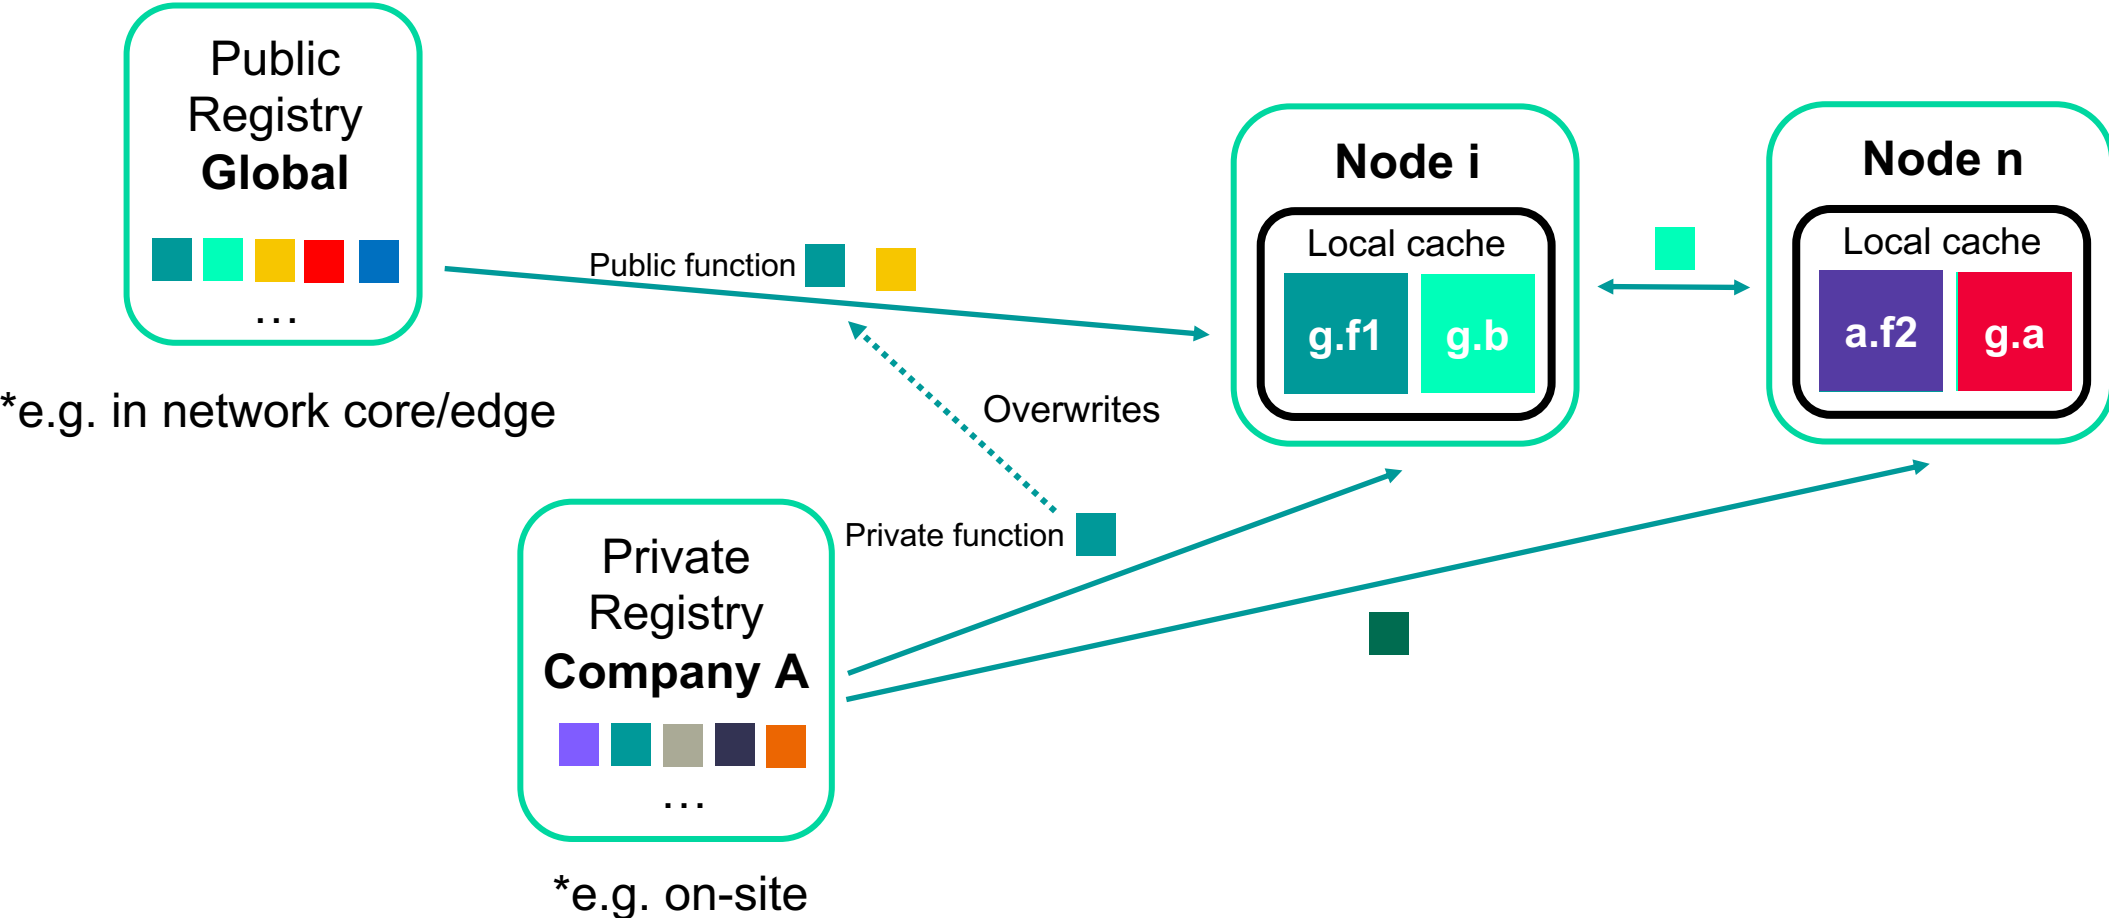 Public
Registry
Global
…
*e.g. in network core/edge
Public function
Overwrites
Private function
Private
Registry
Company A
…
*e.g. on-site
Node i
Local cache
g.f1 g.b
Node n
Local cache
a.f2 g.a